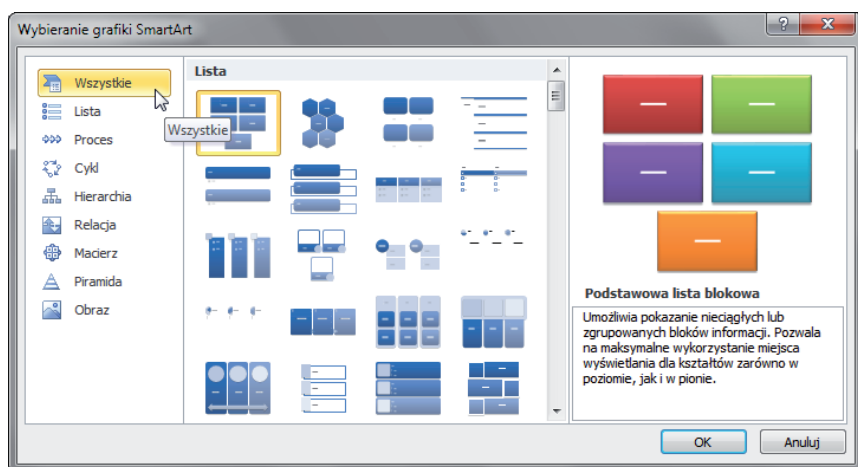 Wybieranie grafiki SmartArt
Wszystkie
Lista
Proces
Cykl
Hierarchia
Relacja
Macierz
Piramida
Obraz
Wszystkie
Lista
Podstawowa lista blokowa
Umożliwia pokazanie nieciągłych lub
zgrupowanych bloków informacji. Pozwala
na maksymalne wykorzystanie miejsca
wyświetlania dla kształtów zarówno w
poziomie, jak i w pionie.
OK
Anuluj